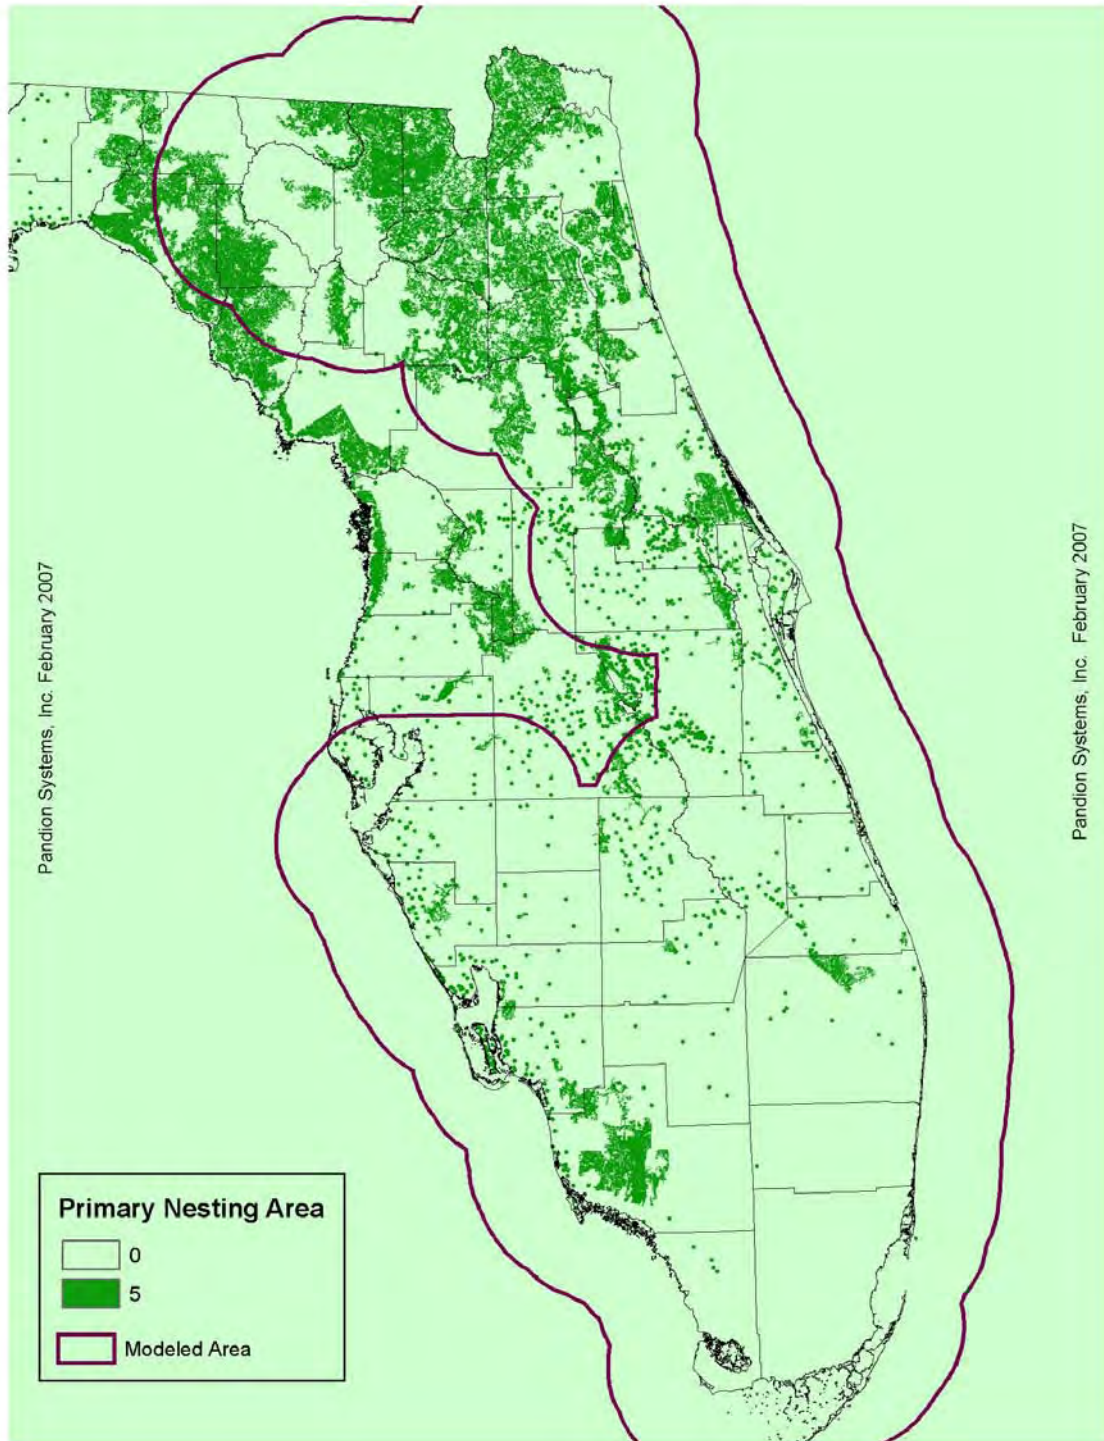 Pandion Systems, Inc. February 2007
Pandion Systems, Inc. February 2007
Primary Nesting Area
0
5
Modeled Area